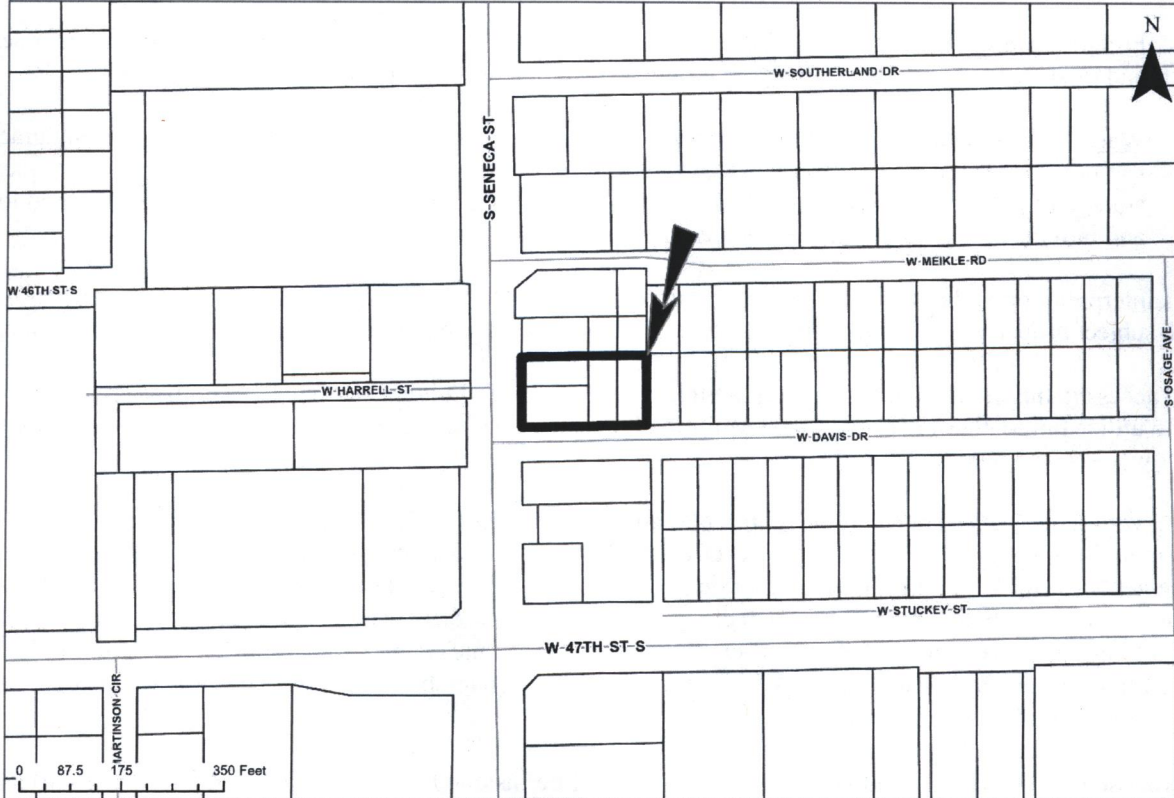 N
W SOUTHERLAND DR
S SENECA ST
W MEIKLE RD
W 46TH ST S
S OSAGE AVE
W HARRELL ST
W DAVIS DR
W STUCKEY ST
W 47TH ST S
MARTINSON CIR
0 87.5 175 350 Feet